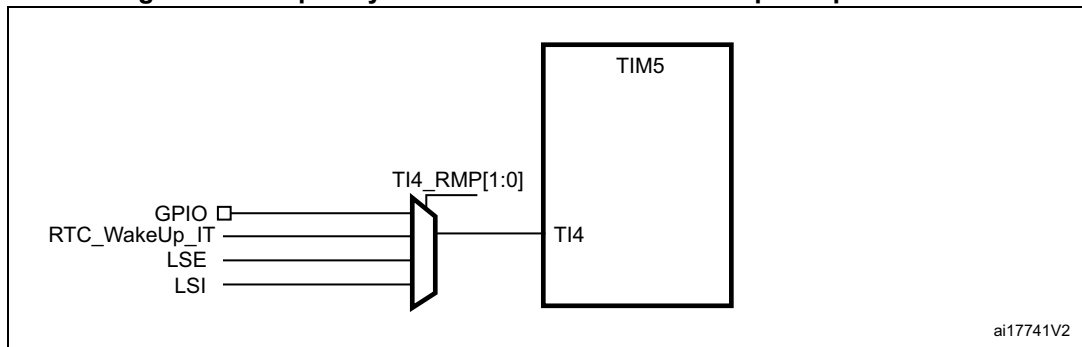 TIM5
TI4_RMP[1:0]
GPIO
RTC_WakeUp_IT
TI4
LSE
LSI
ai17741V2